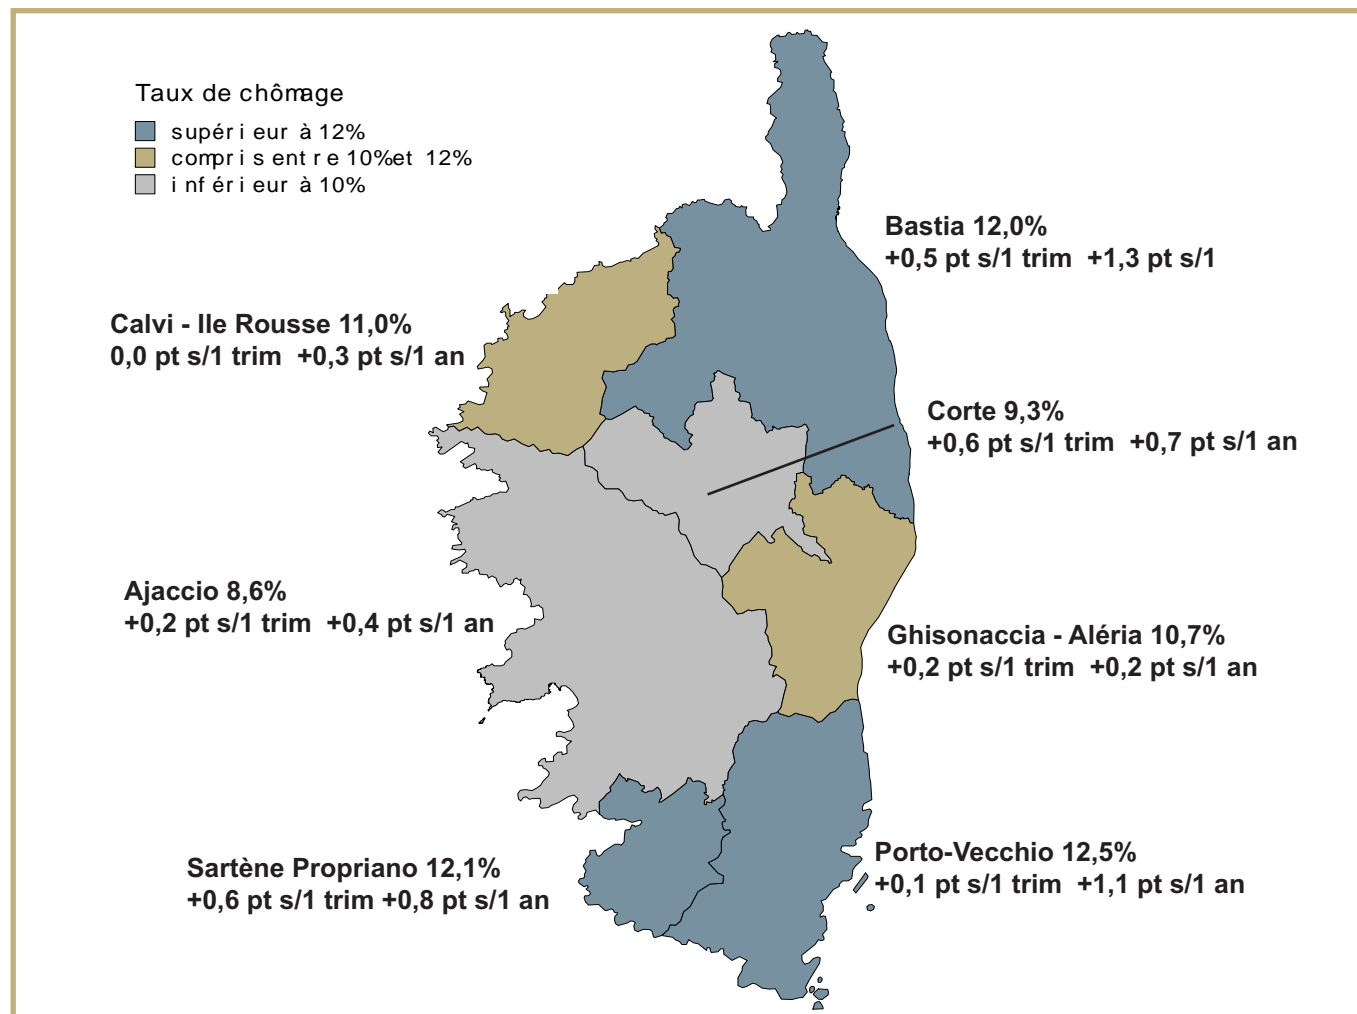 Taux de chômage
supérieur à 12%
compris entre 10%et 12%
inférieur à 10%
Bastia 12,0%
+0,5 pt s/1 trim +1,3 pt s/1
Calvi - Ile Rousse 11,0%
0,0 pt s/1 trim +0,3 pt s/1 an
Corte 9,3%
+0,6 pt s/1 trim +0,7 pt s/1 an
Ajaccio 8,6%
+0,2 pt s/1 trim +0,4 pt s/1 an
Ghisonaccia - Aléria 10,7%
+0,2 pt s/1 trim +0,2 pt s/1 an
Sartène Propriano 12,1%
+0,6 pt s/1 trim +0,8 pt s/1 an
Porto-Vecchio 12,5%
+0,1 pt s/1 trim +1,1 pt s/1 an